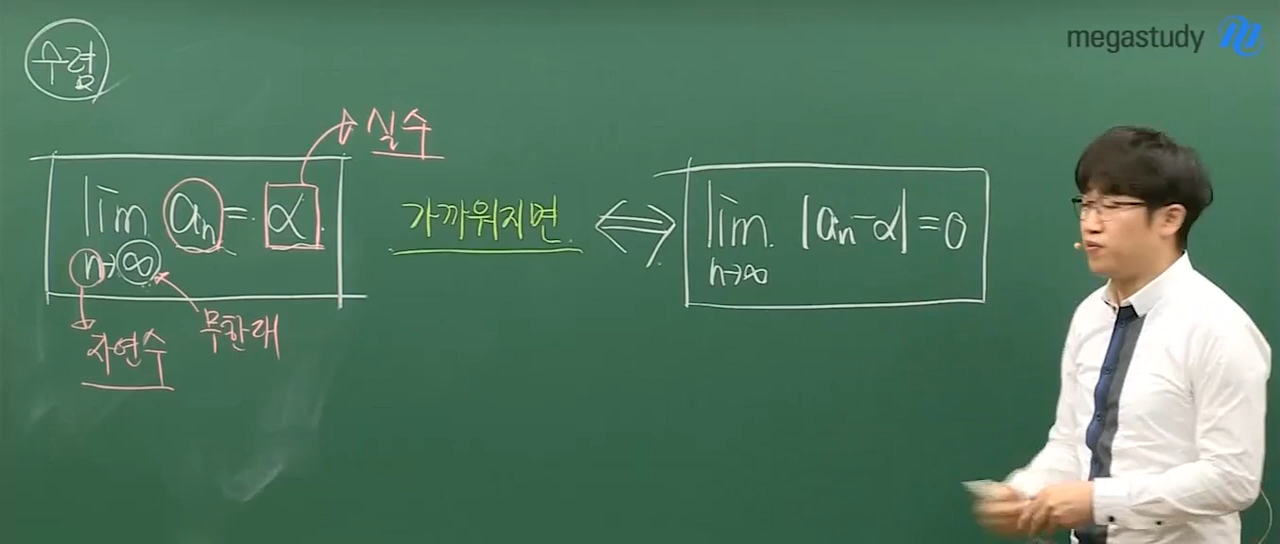 megastudy
수렴
실수
lim aₙ = α
n→∞
자연수
무한대
가까워지면
⇔
lim |aₙ-α|=0
n→∞